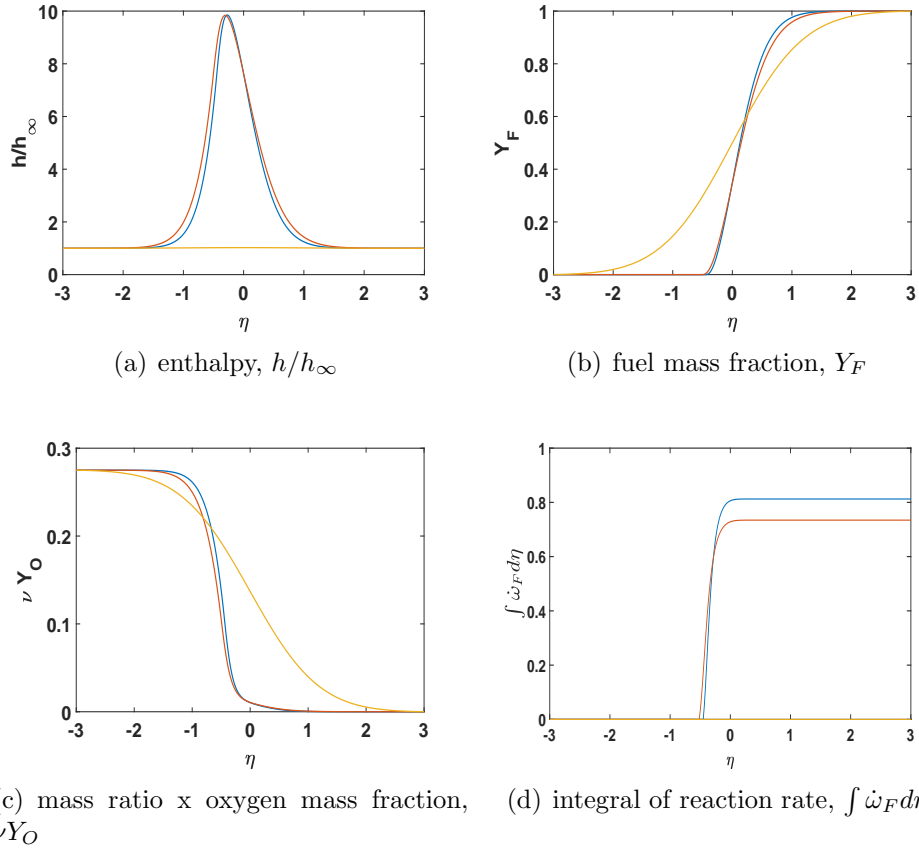 10
8
6
4
2
0
h/h∞
-3 -2 -1 0 1 2 3
η
(a) enthalpy, h/h∞
1
0.8
0.6
0.4
0.2
0
Y_F
-3 -2 -1 0 1 2 3
η
(b) fuel mass fraction, Y_F
0.3
0.2
0.1
0
ν Y_O
-3 -2 -1 0 1 2 3
η
(c) mass ratio x oxygen mass fraction,
νY_O
1
0.8
0.6
0.4
0.2
0
∫ ω̇_F dη
-3 -2 -1 0 1 2 3
η
(d) integral of reaction rate, ∫ ω̇_F dη